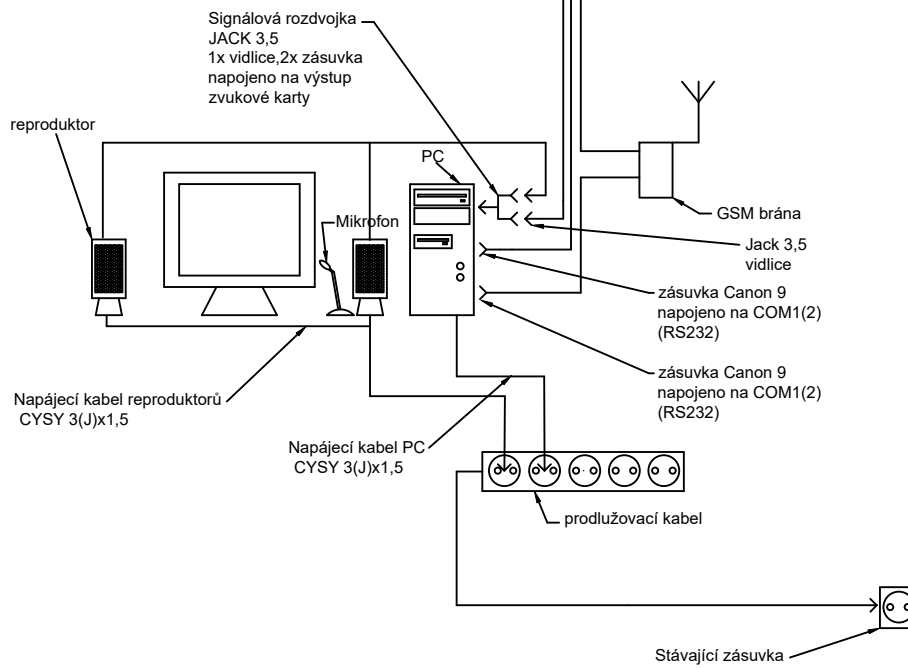 Signálová rozdvojka
JACK 3,5
1x vidlice,2x zásuvka
napojeno na výstup
zvukové karty
reproduktor
PC
Mikrofon
GSM brána
Jack 3,5
vidlice
zásuvka Canon 9
napojeno na COM1(2)
(RS232)
zásuvka Canon 9
napojeno na COM1(2)
(RS232)
Napájecí kabel reproduktorů
CYSY 3(J)x1,5
Napájecí kabel PC
CYSY 3(J)x1,5
prodlužovací kabel
Stávající zásuvka